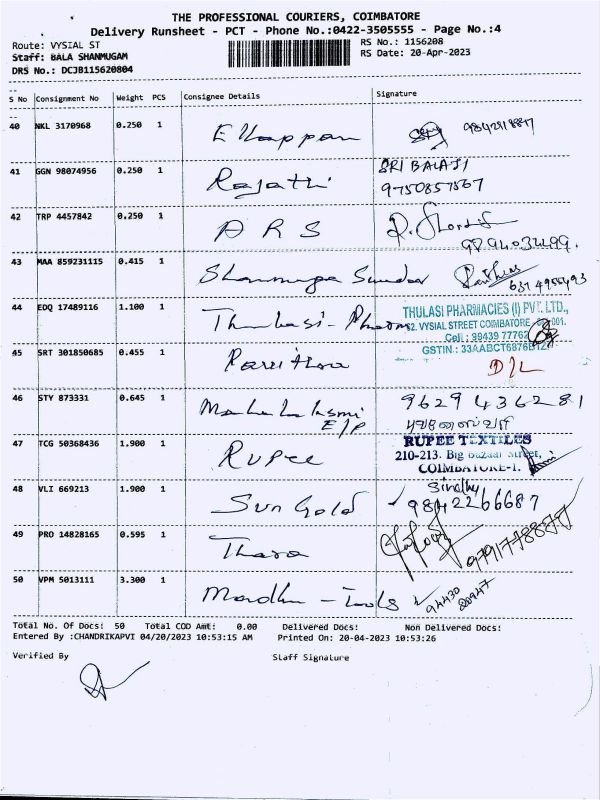 THE PROFESSIONAL COURIERS, COIMBATORE
Delivery Runsheet - PCT - Phone No.:0422-3505555 - Page No.:4
Route: VYSIAL ST
RS No.: 1156208
Staff: BALA SHANMUGAM
RS Date: 20-Apr-2023
DRS No.: DCJB115620804
S No Consignment No Weight PCS Consignee Details Signature
40 NKL 3170968 0.250 1
41 GGN 98074956 0.250 1 Rajathi SRI BALAJI
9750857567
42 TRP 4457842 0.250 1 A R S
43 MAA 859231115 0.415 1 Shanmuga Sundar
44 EDQ 17489116 1.100 1 Thulasi - Pharm THULASI PHARMACIES (I) PVT. LTD.,
VYSIAL STREET COIMBATORE
Cell : 99439 77762
GSTIN : 33AABCT6876B1Z7
45 SRT 301850685 0.455 1 D/L
46 STY 873331 0.645 1 9629436281
E/P
47 TCG 50368436 1.900 1 Rupee RUPEE TEXTILES
210-213. Big Bazaar Street,
COIMBATORE-1.
48 VLI 669213 1.900 1 Sun Gold Sindhu
9842266687
49 PRO 14828165 0.595 1 Thara
50 VPM 5013111 3.300 1 Mardhu - Tools 94430
Total No. Of Docs: 50 Total COD Amt: 0.00 Delivered Docs: Non Delivered Docs:
Entered By :CHANDRIKAPVI 04/20/2023 10:53:15 AM Printed On: 20-04-2023 10:53:26
Verified By Staff Signature